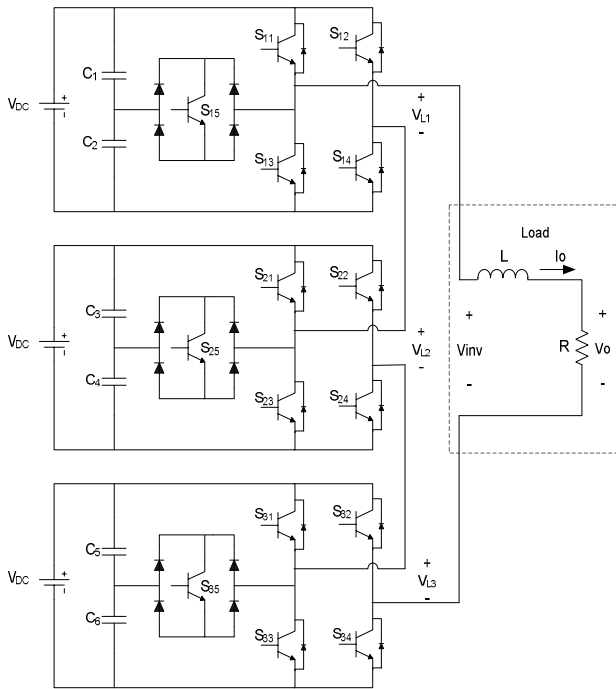 S11
S12
VDC
+
-
C1
C2
S15
S13
S14
+
VL1
-
VDC
+
-
C3
C4
S25
S21
S22
S23
S24
+
VL2
-
Load
L
Io
+
Vinv
-
R
+
Vo
-
VDC
+
-
C5
C6
S35
S31
S32
S33
S34
+
VL3
-